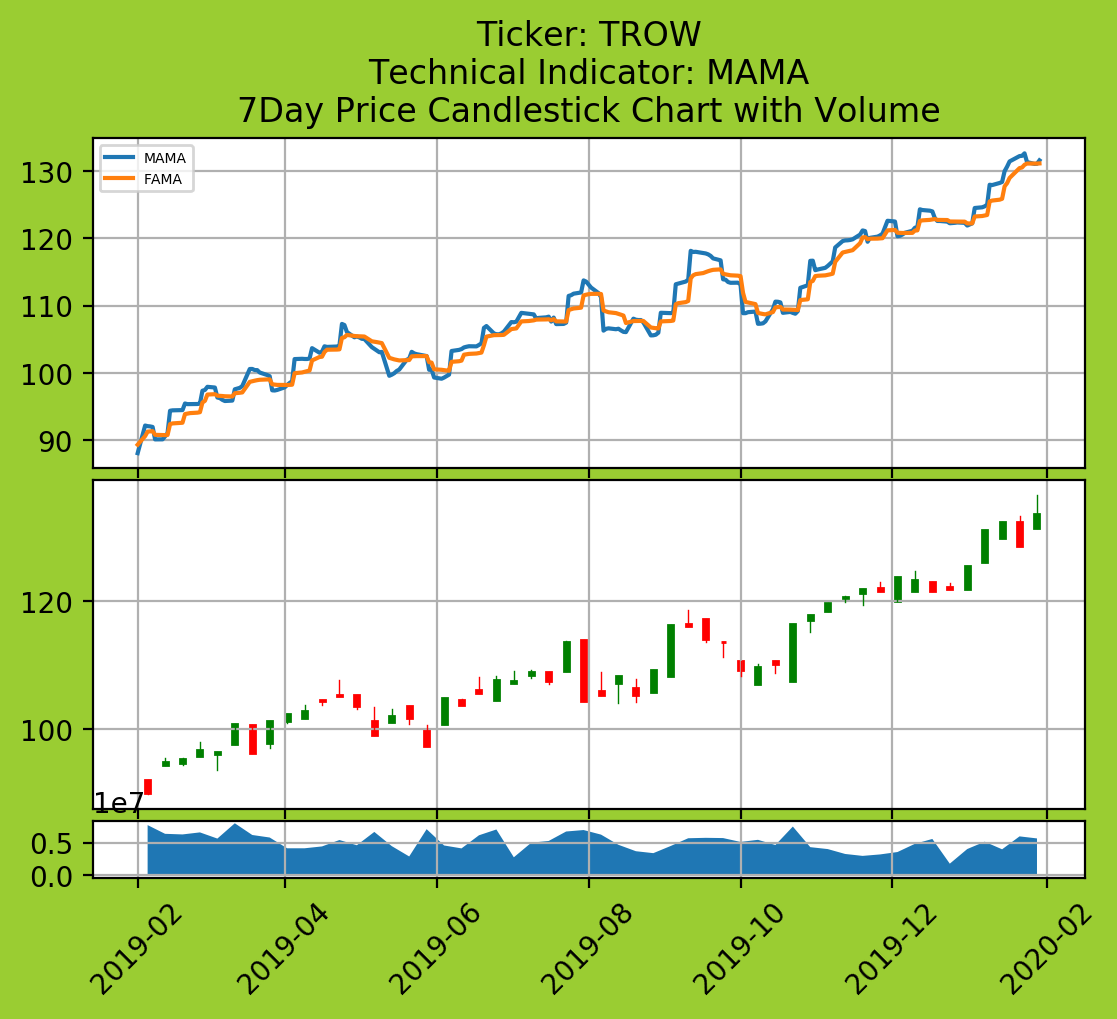 Ticker: TROW
Technical Indicator: MAMA
7Day Price Candlestick Chart with Volume
MAMA
FAMA
130
120
110
100
90
120
100
1e7
0.5
0.0
2019-02
2019-04
2019-06
2019-08
2019-10
2019-12
2020-02